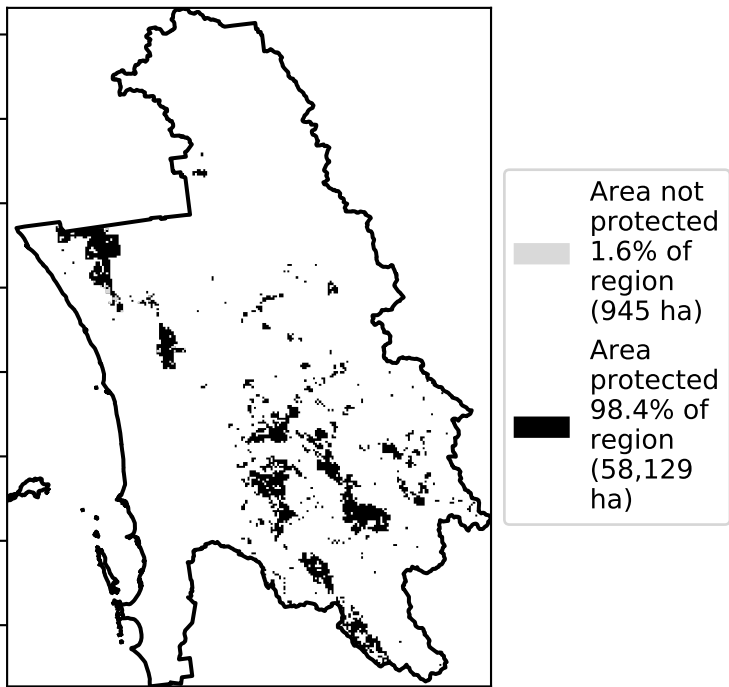 Area not
protected
1.6% of
region
(945 ha)
Area
protected
98.4% of
region
(58,129
ha)